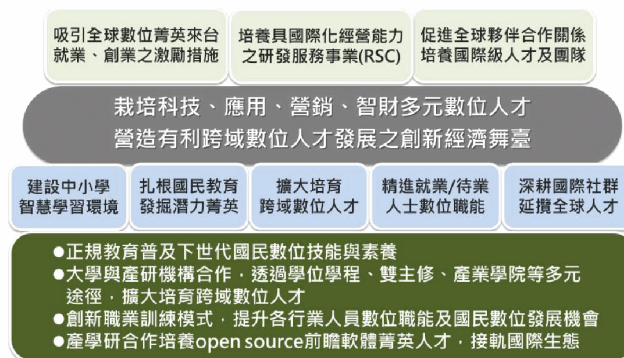 吸引全球數位菁英來台
就業、創業之激勵措施
培養具國際化經營能力
之研發服務事業(RSC)
促進全球夥伴合作關係
培養國際級人才及團隊
栽培科技、應用、營銷、智財多元數位人才
營造有利跨域數位人才發展之創新經濟舞臺
建設中小學
智慧學習環境
扎根國民教育
發掘潛力菁英
擴大培育
跨域數位人才
精進就業/待業
人士數位職能
深耕國際社群
延攬全球人才
●正規教育普及下世代國民數位技能與素養
●大學與產研機構合作，透過學位學程、雙主修、產業學院等多元
途徑，擴大培育跨域數位人才
●創新職業訓練模式，提升各行業人員數位職能及國民數位發展機會
●產學研合作培養open source前瞻軟體菁英人才，接軌國際生態